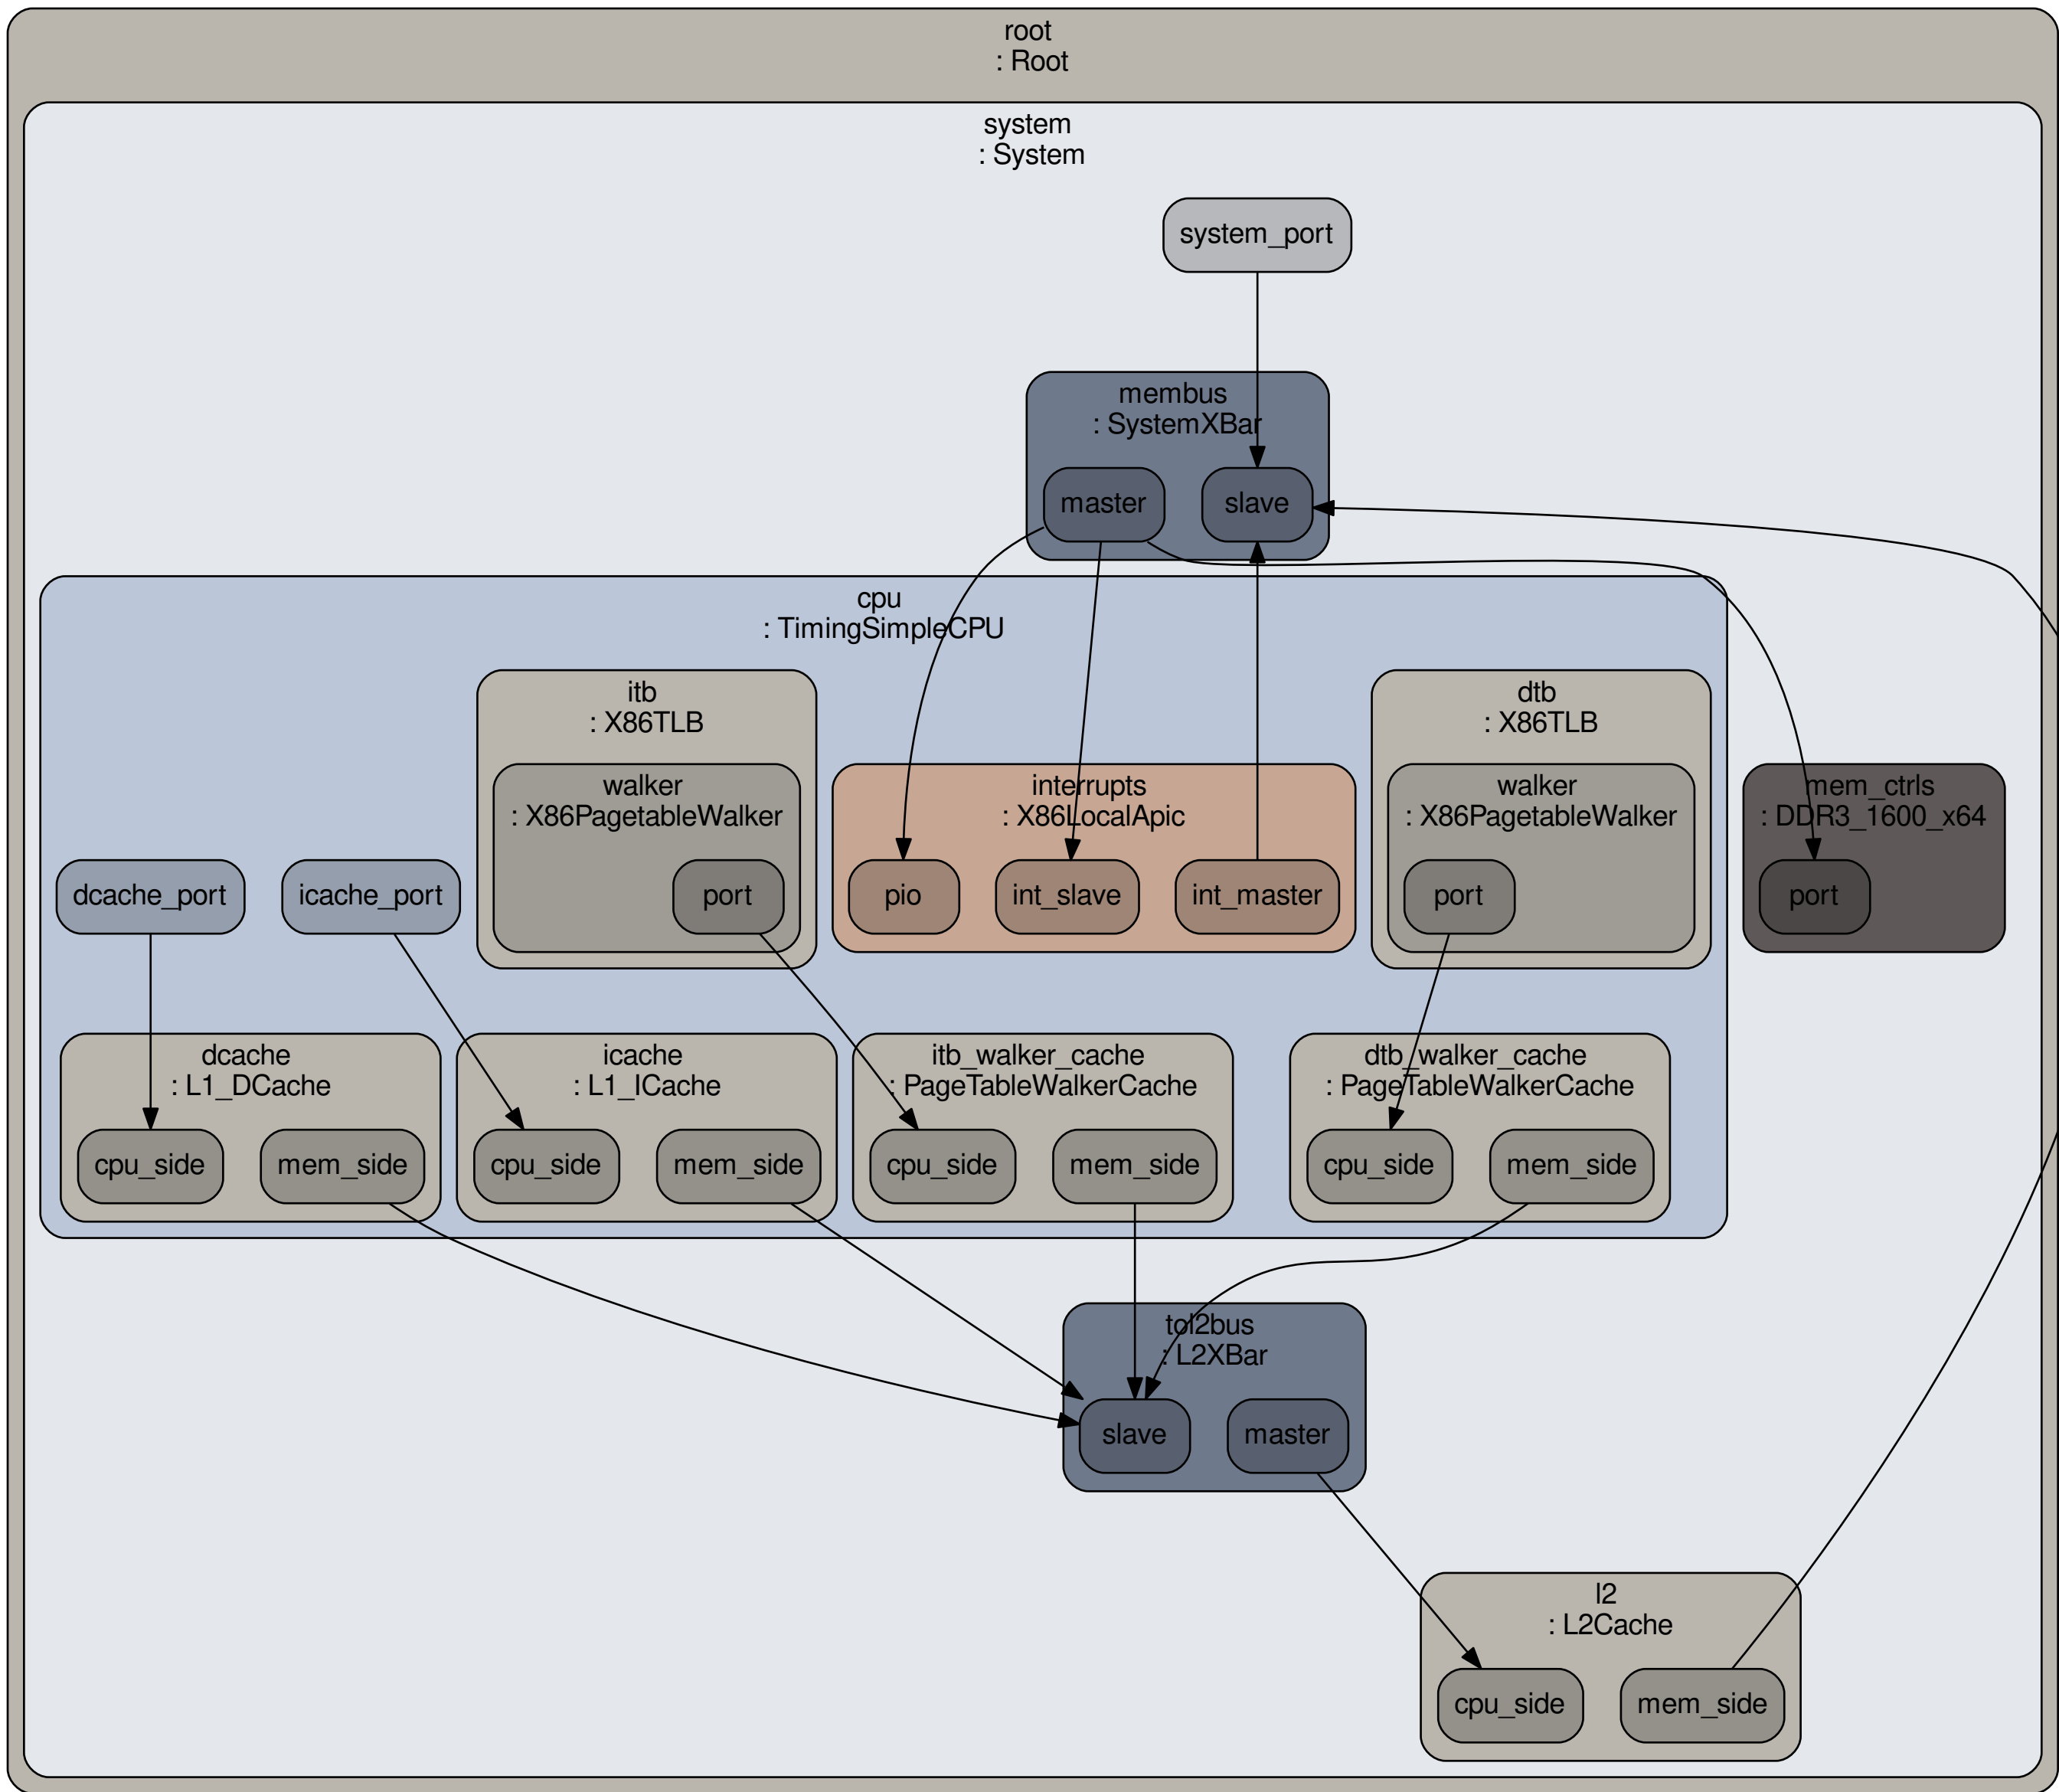 root
: Root
system
: System
system_port
membus
: SystemXBar
master
slave
cpu
: TimingSimpleCPU
itb
: X86TLB
walker
: X86PagetableWalker
port
interrupts
: X86LocalApic
pio
int_slave
int_master
dtb
: X86TLB
walker
: X86PagetableWalker
port
mem_ctrls
: DDR3_1600_x64
port
dcache_port
icache_port
dcache
: L1_DCache
cpu_side
mem_side
icache
: L1_ICache
cpu_side
mem_side
itb_walker_cache
: PageTableWalkerCache
cpu_side
mem_side
dtb_walker_cache
: PageTableWalkerCache
cpu_side
mem_side
tol2bus
: L2XBar
slave
master
l2
: L2Cache
cpu_side
mem_side